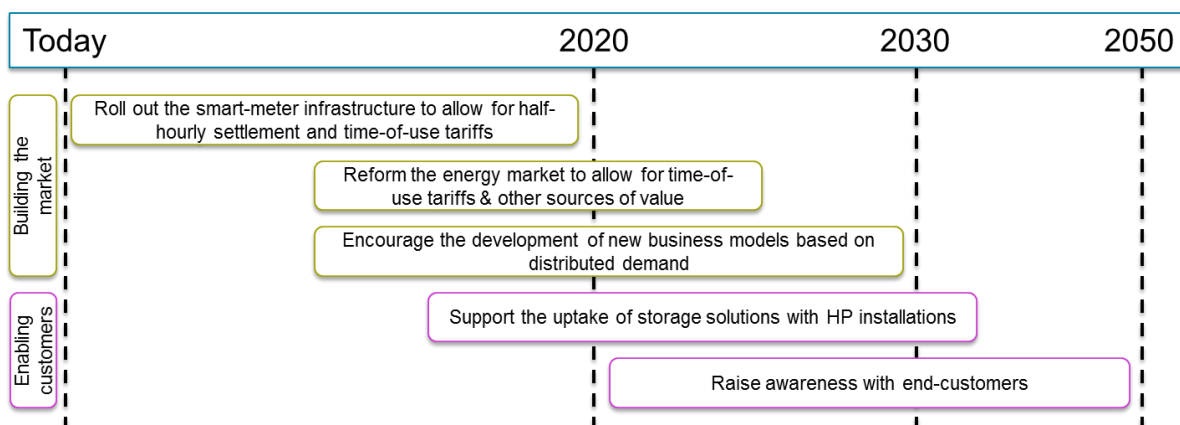 Today 2020 2030 2050
Building the
market
Roll out the smart-meter infrastructure to allow for half-
hourly settlement and time-of-use tariffs
Reform the energy market to allow for time-of-
use tariffs & other sources of value
Encourage the development of new business models based on
distributed demand
Enabling
customers
Support the uptake of storage solutions with HP installations
Raise awareness with end-customers